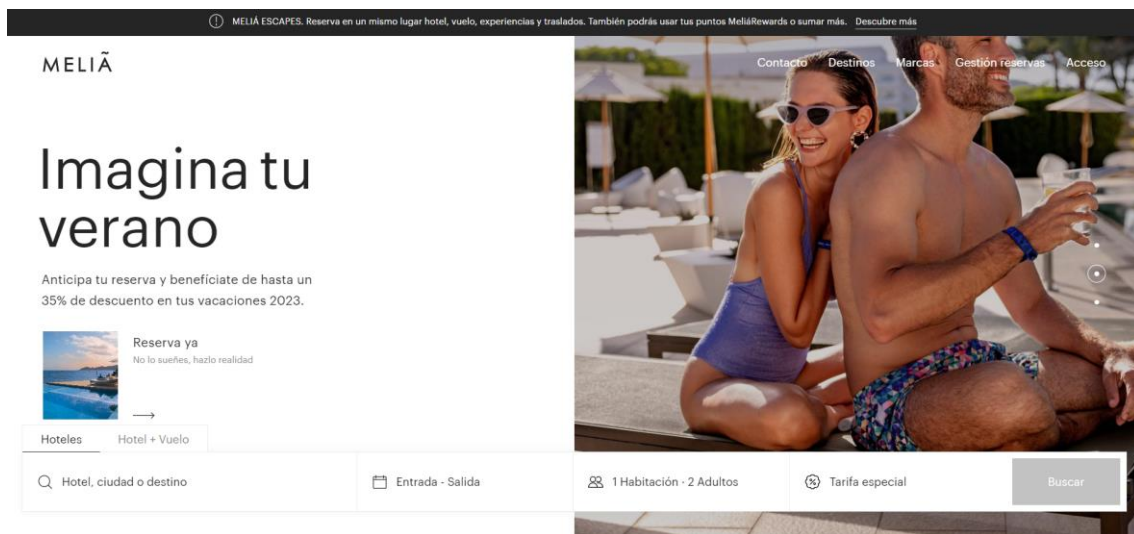 MELIÁ ESCAPES. Reserva en un mismo lugar hotel, vuelo, experiencias y traslados. También podrás usar tus puntos MeliáRewards o sumar más. Descubre más
MELIÃ
Contacto Destinos Marcas Gestión reservas Acceso
Imagina tu
verano
Anticipa tu reserva y benefíciate de hasta un
35% de descuento en tus vacaciones 2023.
Reserva ya
No lo sueñes, hazlo realidad
Hoteles Hotel + Vuelo
Hotel, ciudad o destino Entrada - Salida 1 Habitación · 2 Adultos Tarifa especial Buscar